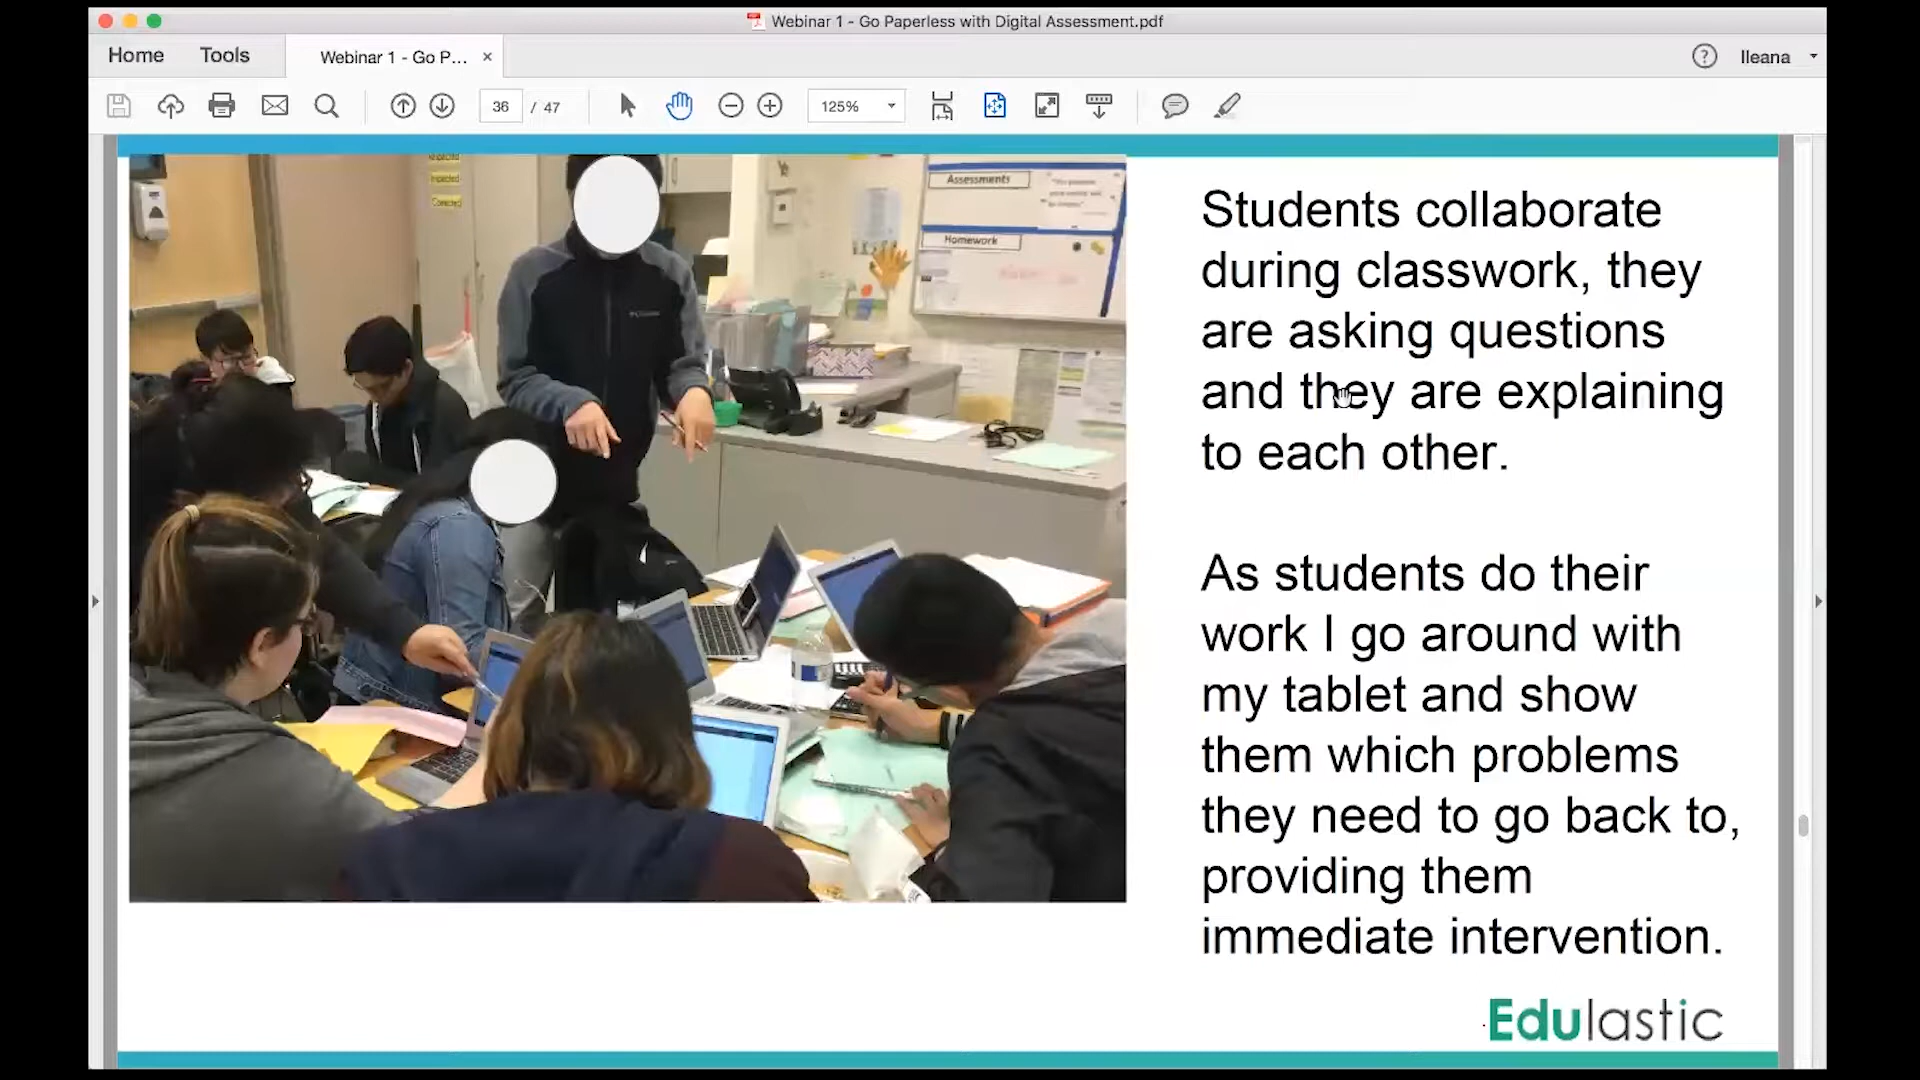 Webinar 1 - Go Paperless with Digital Assessment.pdf
Home
Tools
Webinar 1 - Go P...
Ileana
36 / 47
125%
Inspected
Corrected
Assessments
Homework
Columbia
Students collaborate
during classwork, they
are asking questions
and they are explaining
to each other.
As students do their
work I go around with
my tablet and show
them which problems
they need to go back to,
providing them
immediate intervention.
Edulastic